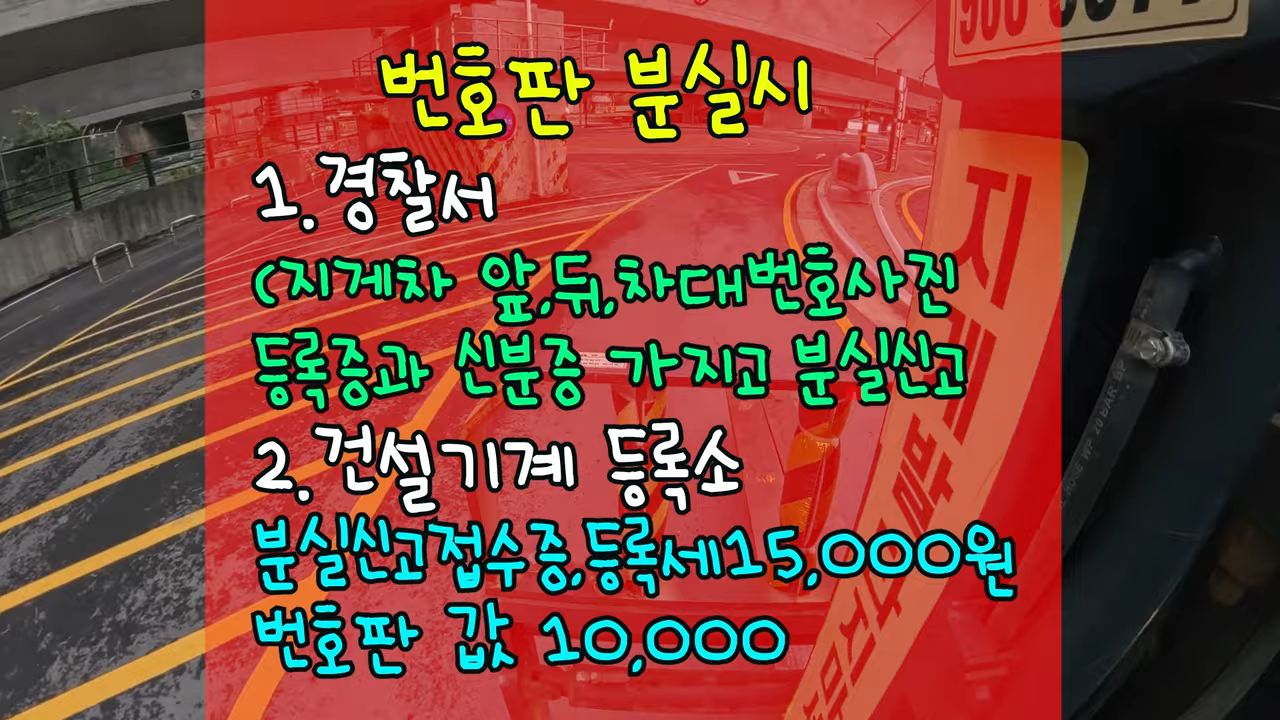 번호판 분실시
1. 경찰서
(지게차 앞,뒤,차대번호사진
등록증과 신분증 가지고 분실신고
2. 건설기계 등록소
분실신고접수증,등록세15,000원
번호판 값 10,000
지게